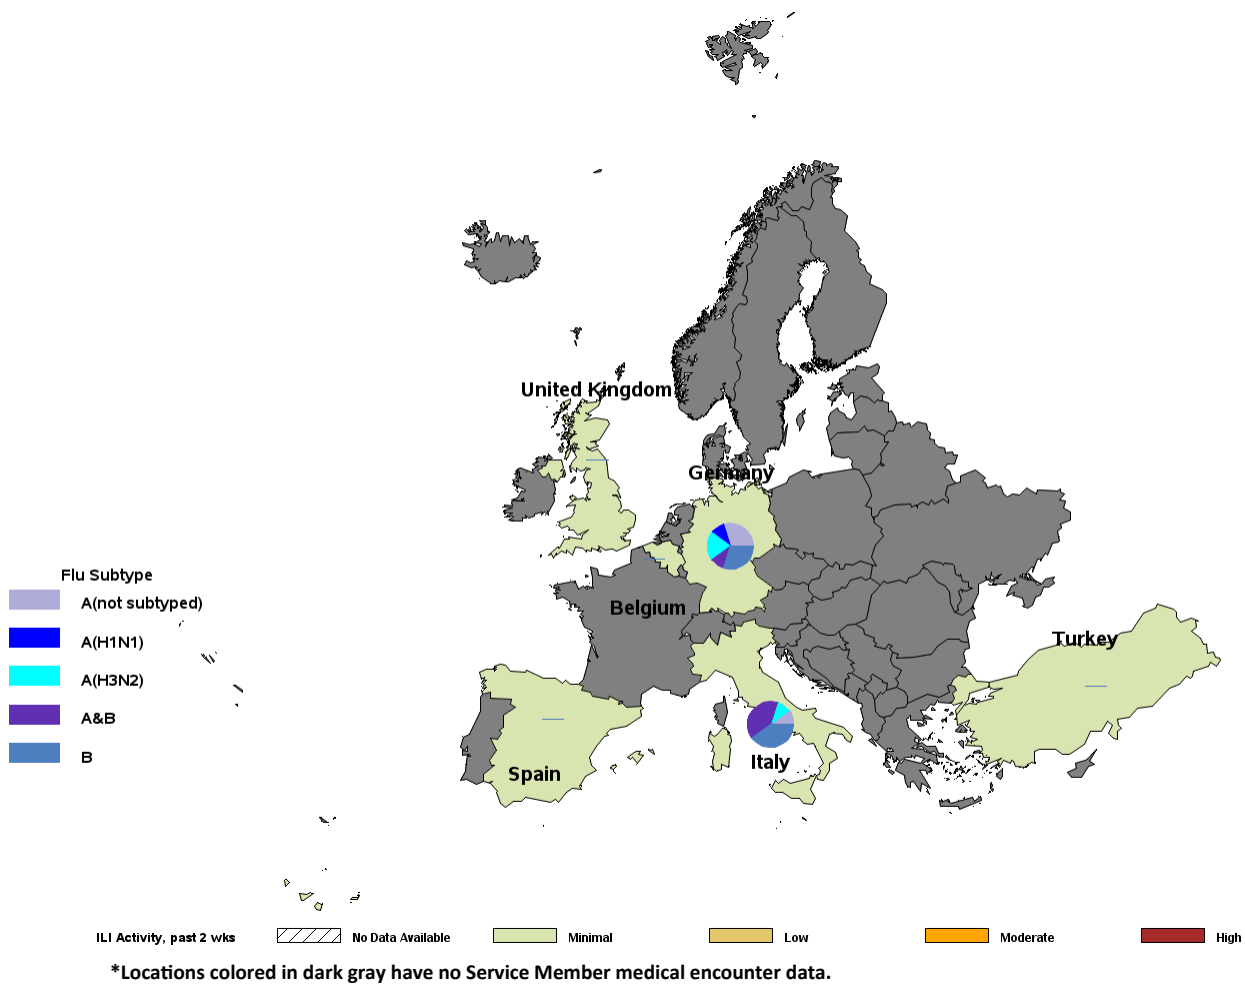 United Kingdom
Germany
Belgium
Turkey
Spain
Italy
Flu Subtype
A(not subtyped)
A(H1N1)
A(H3N2)
A&B
B
ILI Activity, past 2 wks
No Data Available
Minimal
Low
Moderate
High
*Locations colored in dark gray have no Service Member medical encounter data.